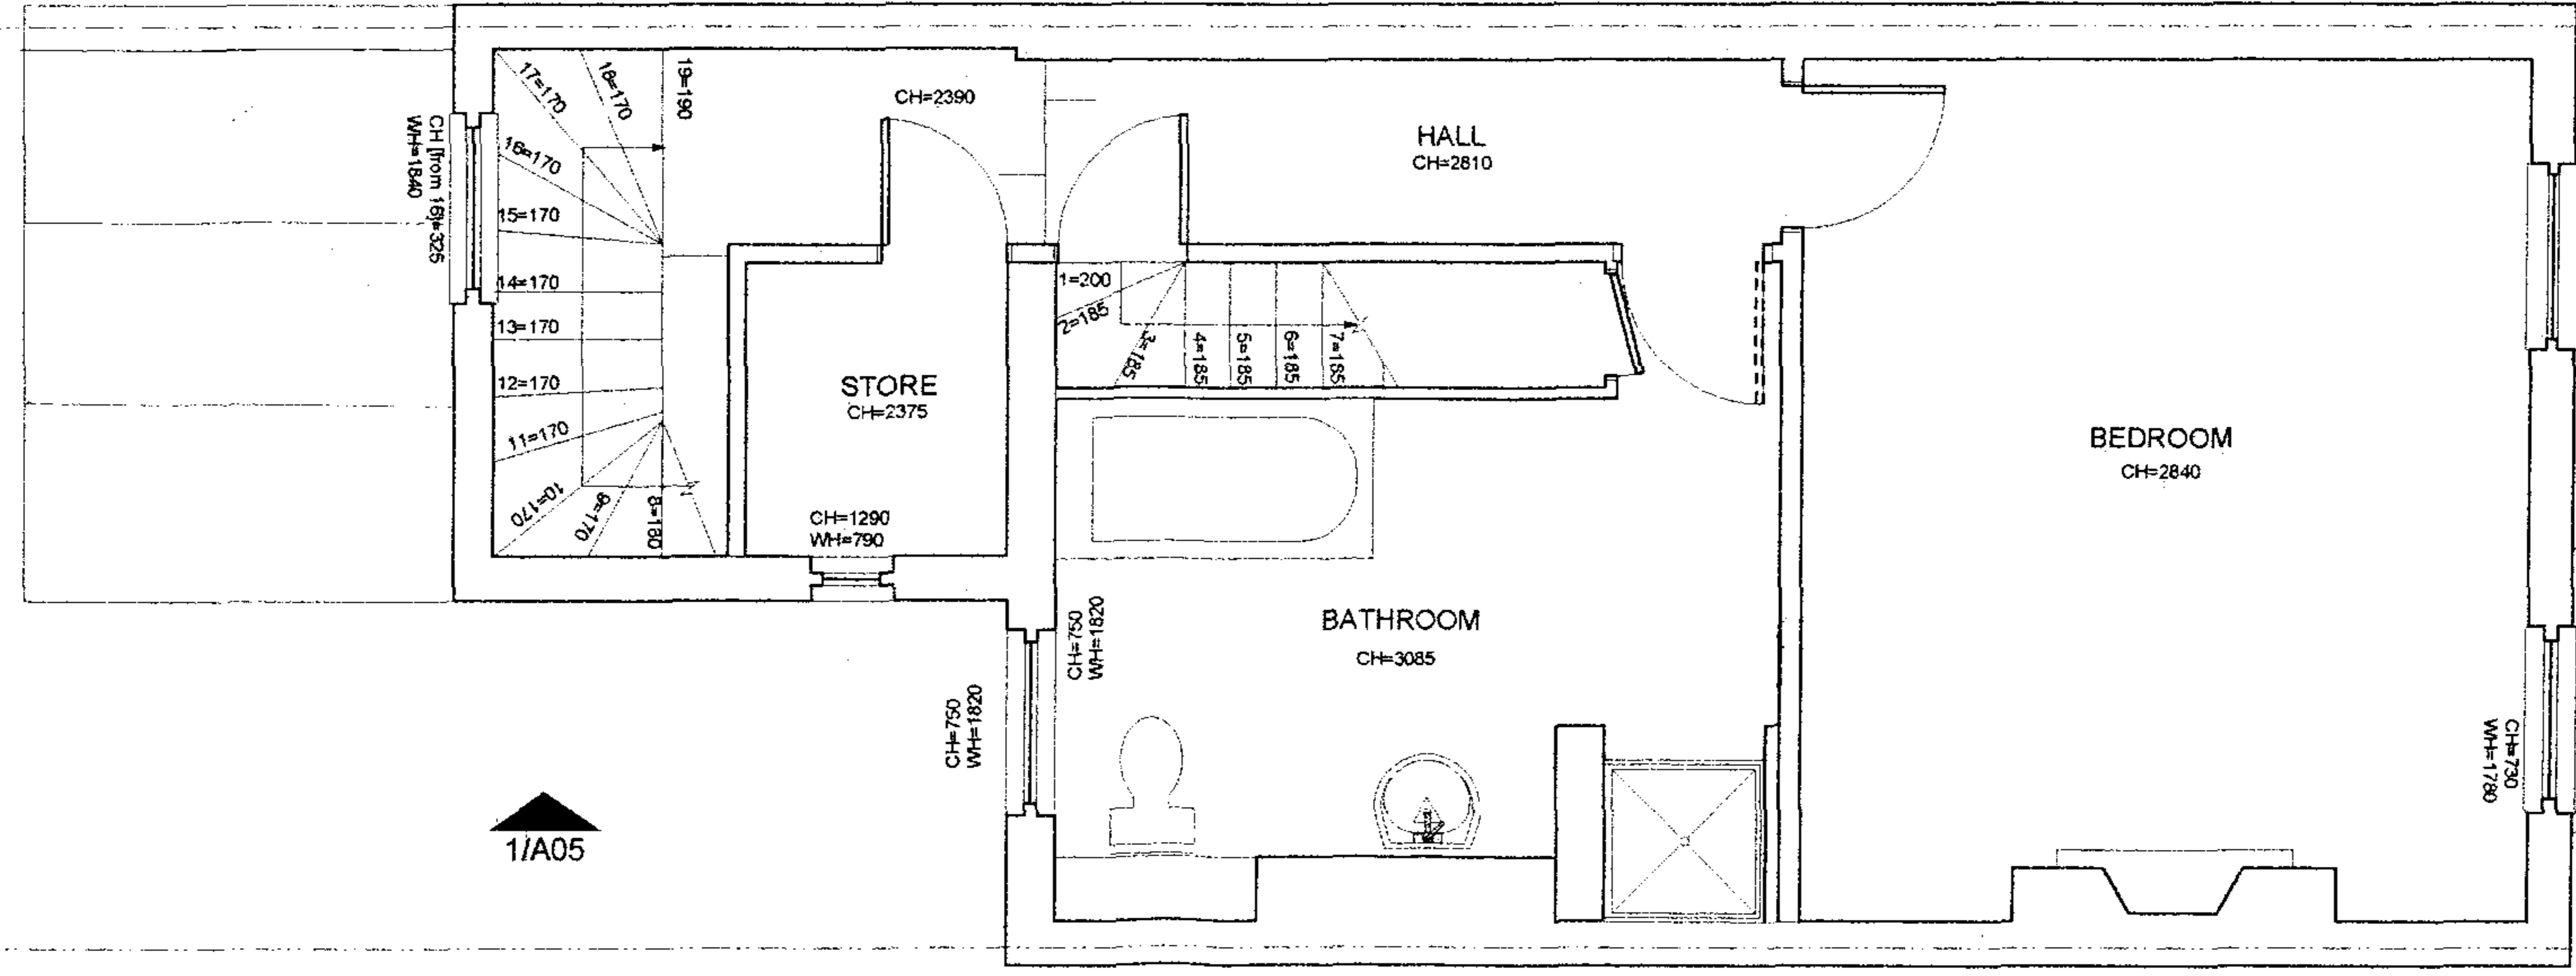 17=170
18=170
19=190
CH=2390
HALL
CH=2810
CH [from 16]=325
WH=1840
16=170
15=170
14=170
13=170
12=170
11=170
10=170
9=170
8=180
1=200
2=185
3=185
4=185
5=185
6=185
7=185
STORE
CH=2375
CH=1290
WH=790
BEDROOM
CH=2840
BATHROOM
CH=3085
CH=750
WH=1820
CH=750
WH=1820
CH=730
WH=1780
1/A05